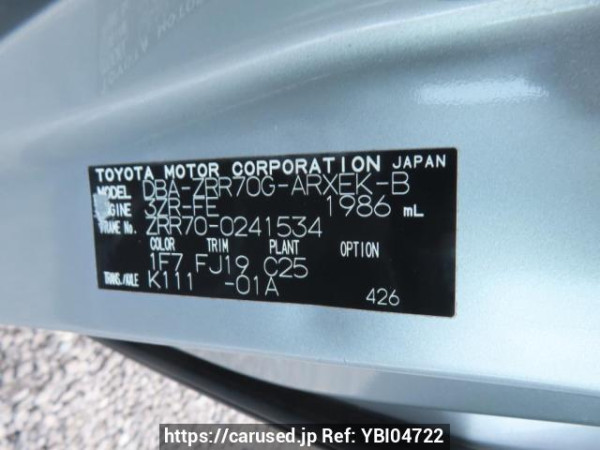 TOYOTA MOTOR CORPORATION JAPAN
MODEL DBA-ZRR70G-ARXEK-B
ENGINE 3ZR-FE 1986 mL
FRAME No. ZRR70-0241534
COLOR TRIM PLANT OPTION
1F7 FJ19 C25
TRANS./AXLE K111 -01A
426
https://carused.jp Ref: YBI04722